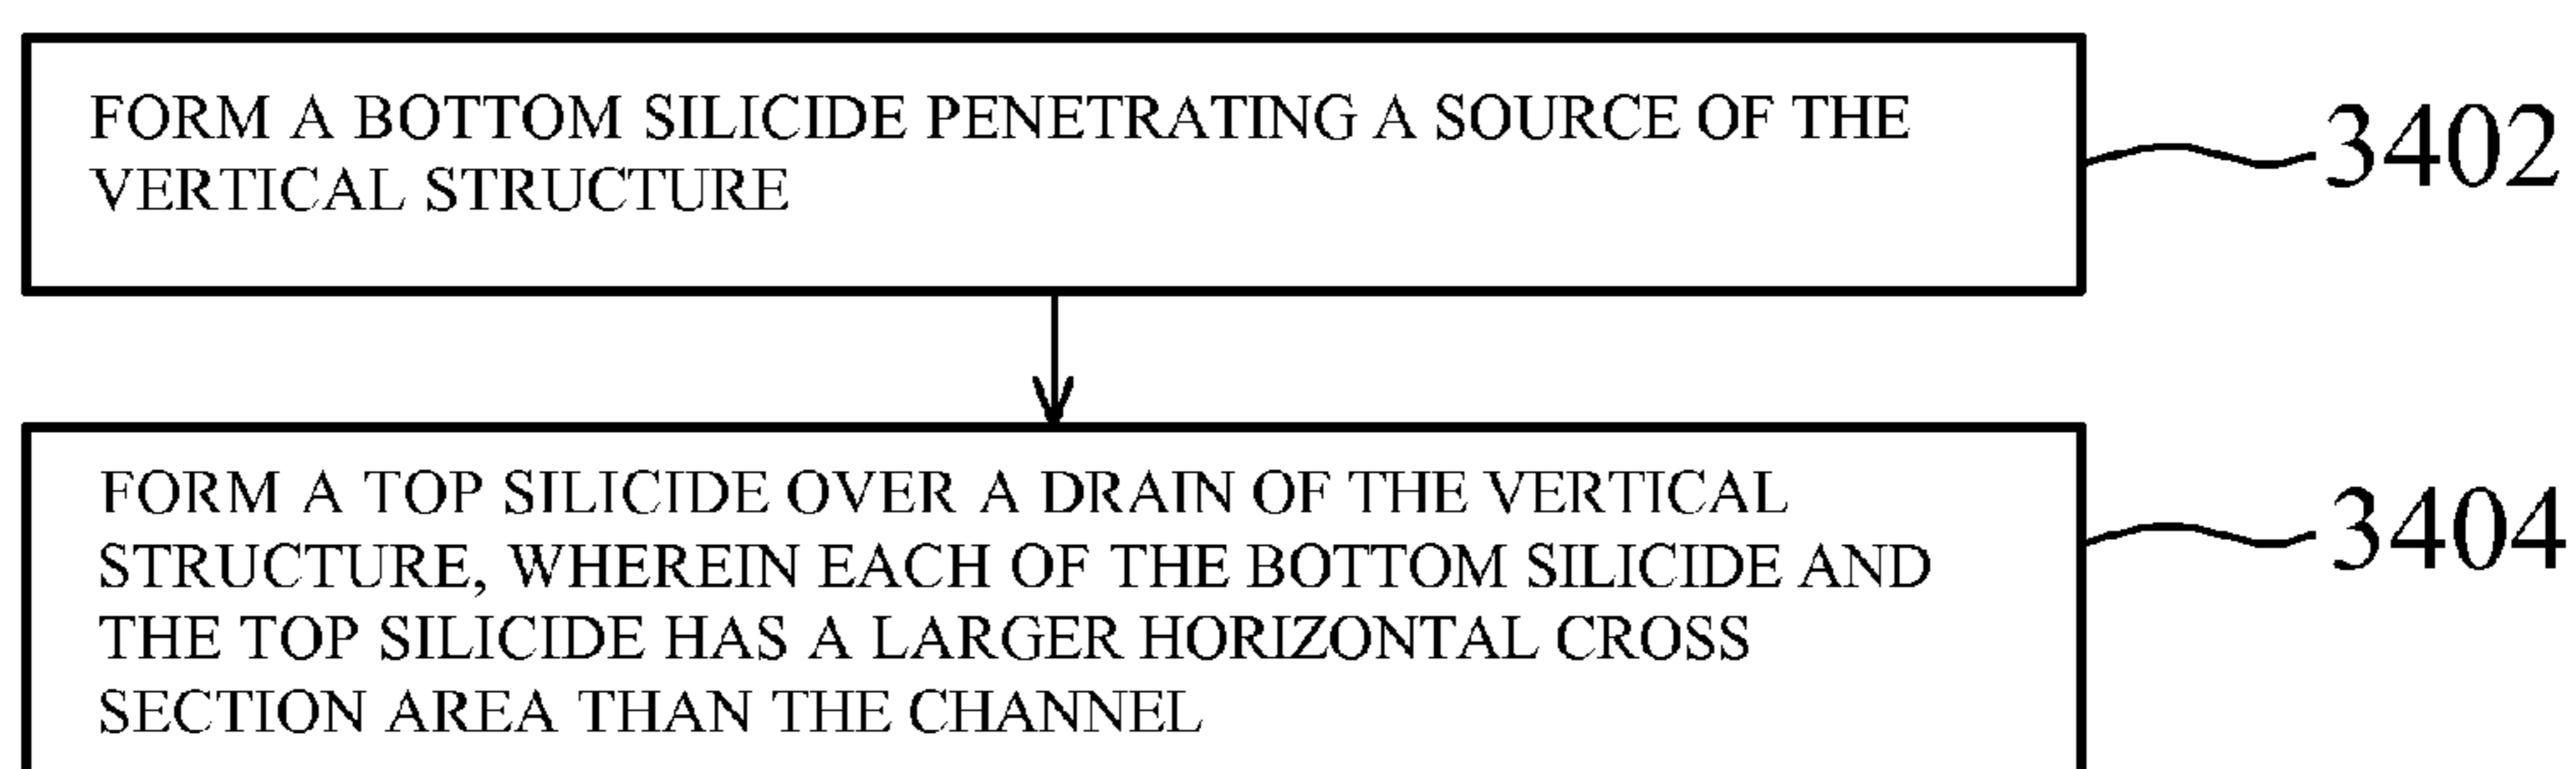 FORM A BOTTOM SILICIDE PENETRATING A SOURCE OF THE
VERTICAL STRUCTURE
3402
FORM A TOP SILICIDE OVER A DRAIN OF THE VERTICAL
STRUCTURE, WHEREIN EACH OF THE BOTTOM SILICIDE AND
THE TOP SILICIDE HAS A LARGER HORIZONTAL CROSS
SECTION AREA THAN THE CHANNEL
3404